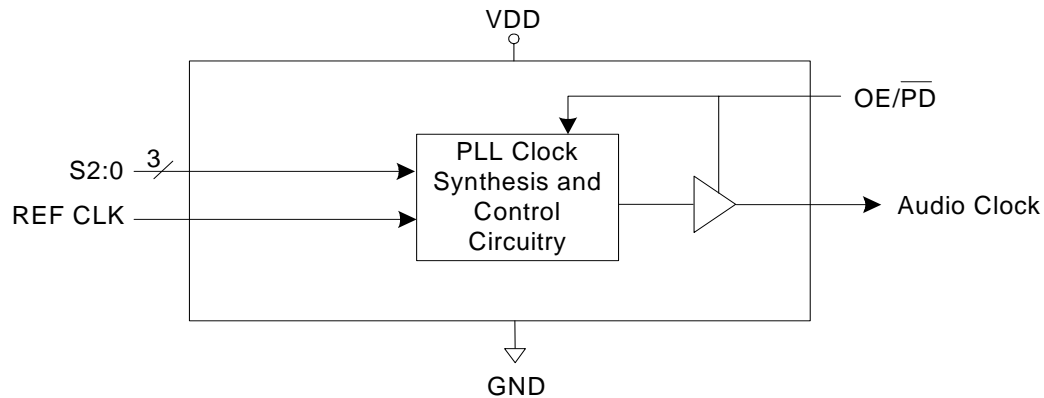 VDD
OE/PD
S2:0
3
REF CLK
PLL Clock
Synthesis and
Control
Circuitry
Audio Clock
GND